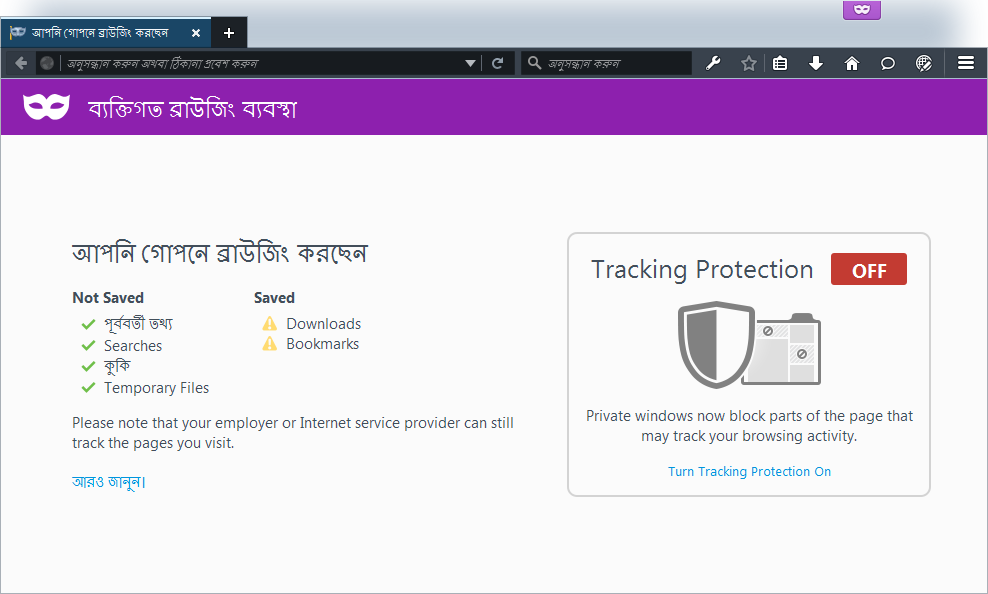 আপনি গোপনে ব্রাউজিং করছেন
অনুসন্ধান করুন অথবা ঠিকানা প্রবেশ করুন
অনুসন্ধান করুন
ব্যক্তিগত ব্রাউজিং ব্যবস্থা
আপনি গোপনে ব্রাউজিং করছেন
Not Saved
Saved
পূর্ববর্তী তথ্য
Downloads
Searches
Bookmarks
কুকি
Temporary Files
Please note that your employer or Internet service provider can still
track the pages you visit.
আরও জানুন।
Tracking Protection OFF
Private windows now block parts of the page that
may track your browsing activity.
Turn Tracking Protection On